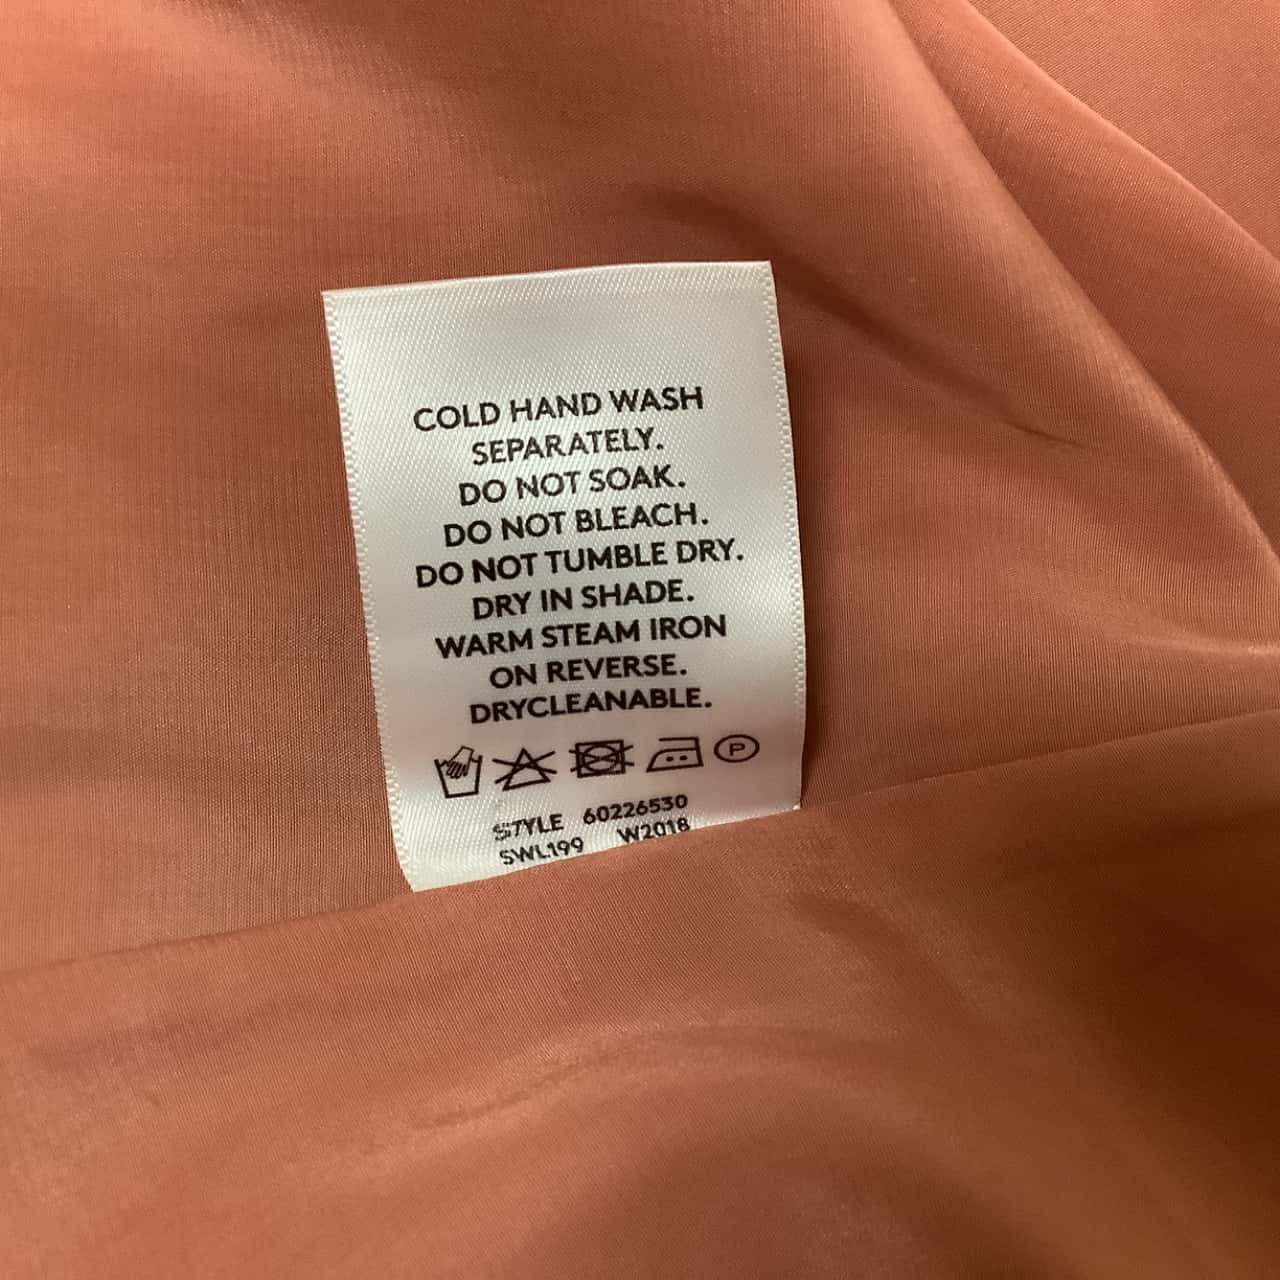 COLD HAND WASH
SEPARATELY.
DO NOT SOAK.
DO NOT BLEACH.
DO NOT TUMBLE DRY.
DRY IN SHADE.
WARM STEAM IRON
ON REVERSE.
DRYCLEANABLE.
P
STYLE 60226530
SWL199 W2018